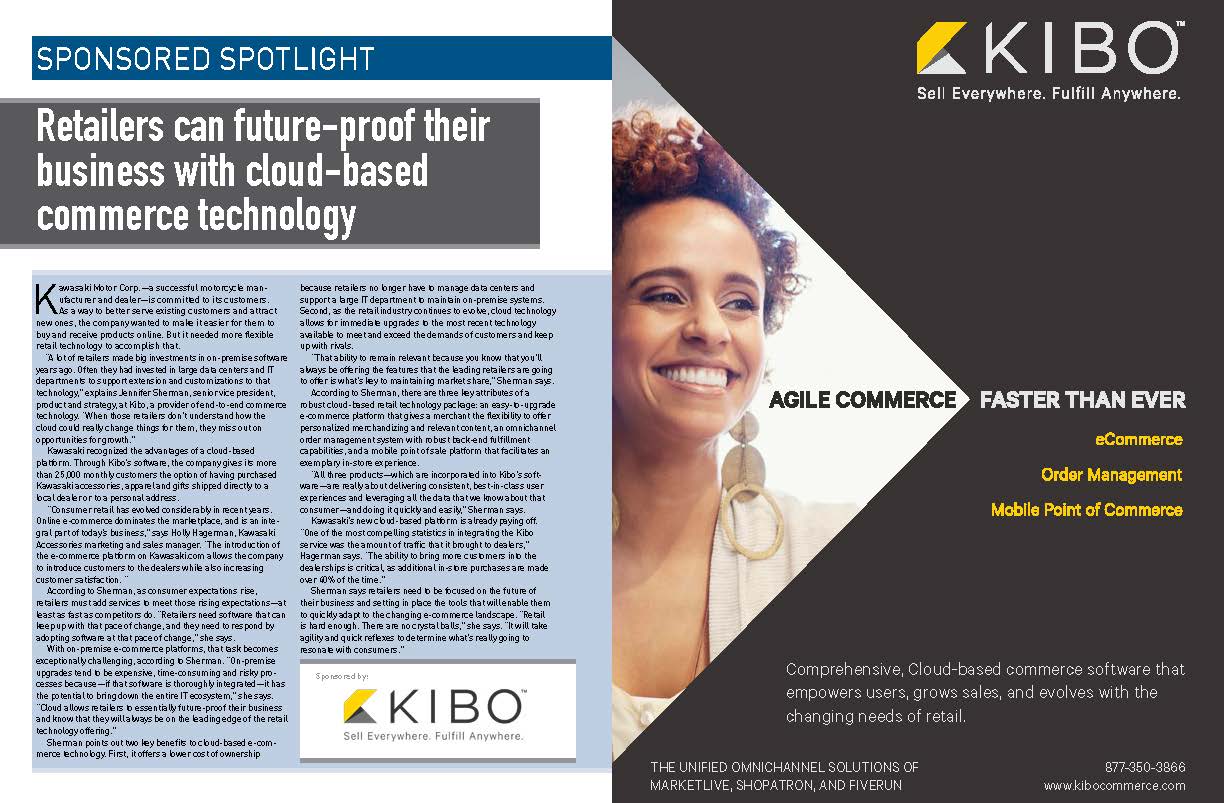 SPONSORED SPOTLIGHT
Retailers can future-proof their
business with cloud-based
commerce technology
Kawasaki Motor Corp.—a successful motorcycle man-
ufacturer and dealer—is committed to its customers.
As a way to better serve existing customers and attract
new ones, the company wanted to make it easier for them to
buy and receive products online. But it needed more flexible
retail technology to accomplish that.
"A lot of retailers made big investments in on-premise software
years ago. Often they had invested in large data centers and IT
departments to support extension and customizations to that
technology," explains Jennifer Sherman, senior vice president,
product and strategy, at Kibo, a provider of end-to-end commerce
technology. "When those retailers don't understand how the
cloud could really change things for them, they miss out on
opportunities for growth."
Kawasaki recognized the advantages of a cloud-based
platform. Through Kibo's software, the company gives its more
than 25,000 monthly customers the option of having purchased
Kawasaki accessories, apparel and gifts shipped directly to a
local dealer or to a personal address.
"Consumer retail has evolved considerably in recent years.
Online e-commerce dominates the marketplace, and is an inte-
gral part of today's business," says Holly Hagerman, Kawasaki
Accessories marketing and sales manager. "The introduction of
the e-commerce platform on Kawasaki.com allows the company
to introduce customers to the dealers while also increasing
customer satisfaction. "
According to Sherman, as consumer expectations rise,
retailers must add services to meet those rising expectations—at
least as fast as competitors do. "Retailers need software that can
keep up with that pace of change, and they need to respond by
adopting software at that pace of change," she says.
With on-premise e-commerce platforms, that task becomes
exceptionally challenging, according to Sherman. "On-premise
upgrades tend to be expensive, time-consuming and risky pro-
cesses because—if that software is thoroughly integrated—it has
the potential to bring down the entire IT ecosystem," she says.
"Cloud allows retailers to essentially future-proof their business
and know that they will always be on the leading edge of the retail
technology offering."
Sherman points out two key benefits to cloud-based e-com-
merce technology. First, it offers a lower cost of ownership
because retailers no longer have to manage data centers and
support a large IT department to maintain on-premise systems.
Second, as the retail industry continues to evolve, cloud technology
allows for immediate upgrades to the most recent technology
available to meet and exceed the demands of customers and keep
up with rivals.
"That ability to remain relevant because you know that you'll
always be offering the features that the leading retailers are going
to offer is what's key to maintaining market share," Sherman says.
According to Sherman, there are three key attributes of a
robust cloud-based retail technology package: an easy-to-upgrade
e-commerce platform that gives a merchant the flexibility to offer
personalized merchandizing and relevant content, an omnichannel
order management system with robust back-end fulfillment
capabilities, and a mobile point of sale platform that facilitates an
exemplary in-store experience.
"All three products—which are incorporated into Kibo's soft-
ware—are really about delivering consistent, best-in-class user
experiences and leveraging all the data that we know about that
consumer—and doing it quickly and easily," Sherman says.
Kawasaki's new cloud-based platform is already paying off.
"One of the most compelling statistics in integrating the Kibo
service was the amount of traffic that it brought to dealers,"
Hagerman says. "The ability to bring more customers into the
dealerships is critical, as additional in-store purchases are made
over 40% of the time."
Sherman says retailers need to be focused on the future of
their business and setting in place the tools that will enable them
to quickly adapt to the changing e-commerce landscape. "Retail
is hard enough. There are no crystal balls," she says. "It will take
agility and quick reflexes to determine what's really going to
resonate with consumers."
Sponsored by:
KIBO™
Sell Everywhere. Fulfill Anywhere.
KIBO™
Sell Everywhere. Fulfill Anywhere.
AGILE COMMERCE FASTER THAN EVER
eCommerce
Order Management
Mobile Point of Commerce
Comprehensive, Cloud-based commerce software that
empowers users, grows sales, and evolves with the
changing needs of retail.
THE UNIFIED OMNICHANNEL SOLUTIONS OF
MARKETLIVE, SHOPATRON, AND FIVERUN
877-350-3866
www.kibocommerce.com